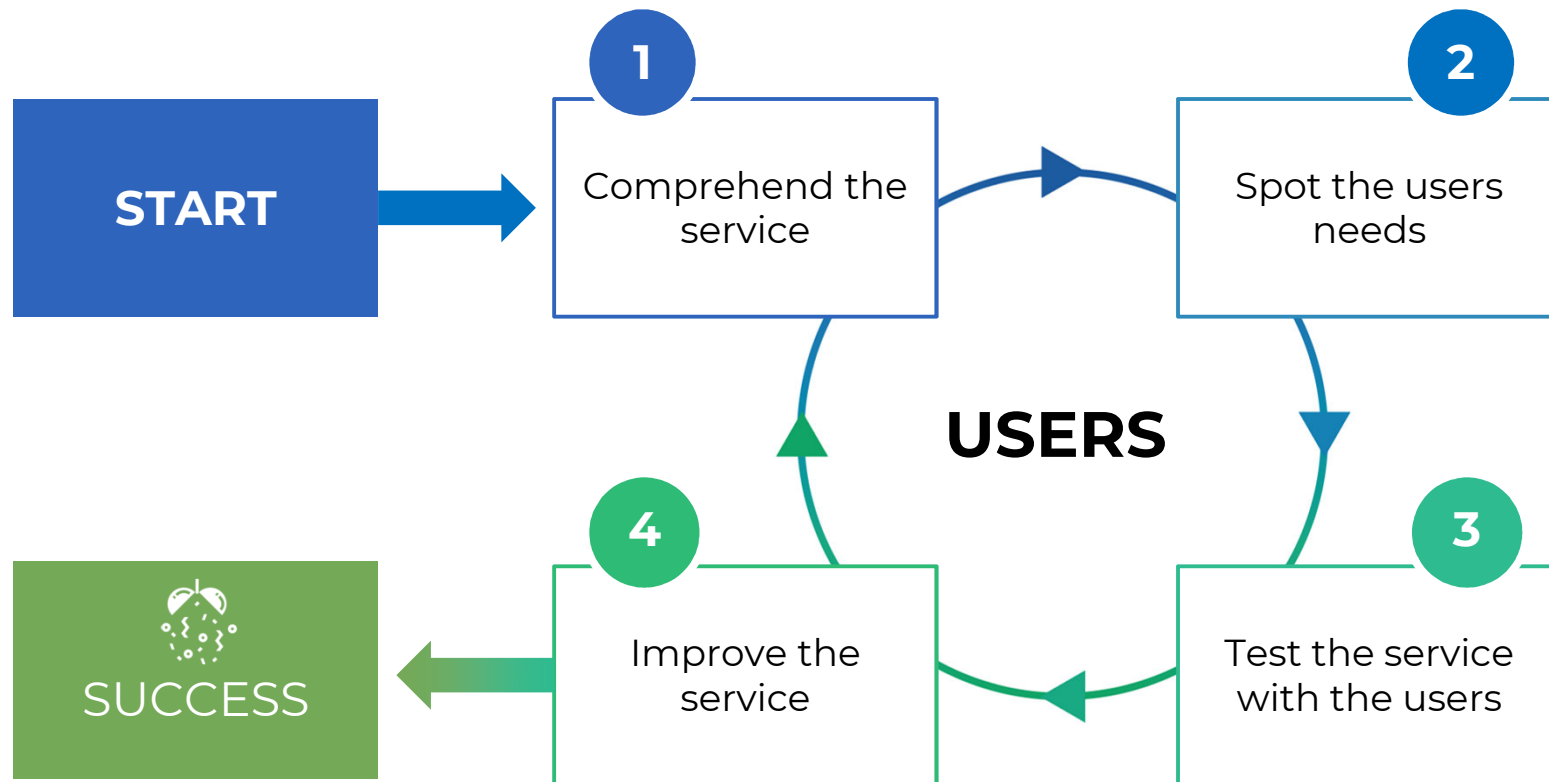 1
2
START
Comprehend the
service
Spot the users
needs
USERS
4
3
SUCCESS
Improve the
service
Test the service
with the users